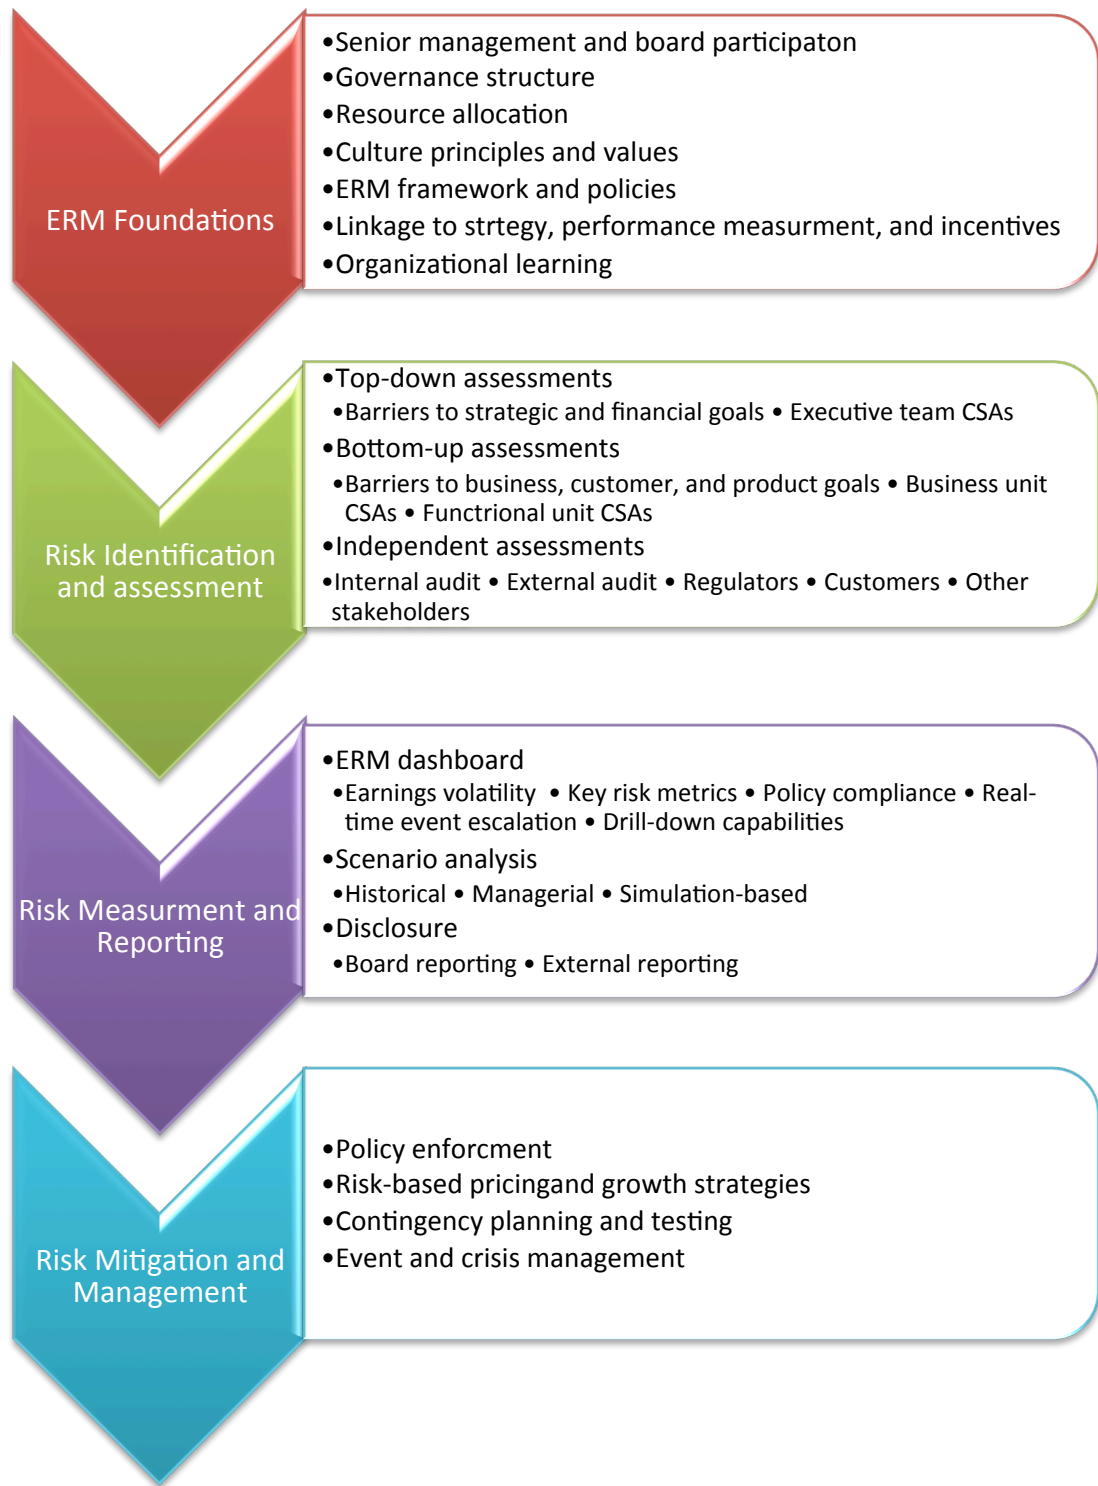 ERM Foundations
•Senior management and board participaton
•Governance structure
•Resource allocation
•Culture principles and values
•ERM framework and policies
•Linkage to strtegy, performance measurment, and incentives
•Organizational learning
Risk Identification
and assessment
•Top-down assessments
•Barriers to strategic and financial goals • Executive team CSAs
•Bottom-up assessments
•Barriers to business, customer, and product goals • Business unit
CSAs • Functrional unit CSAs
•Independent assessments
•Internal audit • External audit • Regulators • Customers • Other
stakeholders
Risk Measurment and
Reporting
•ERM dashboard
•Earnings volatility • Key risk metrics • Policy compliance • Real-
time event escalation • Drill-down capabilities
•Scenario analysis
•Historical • Managerial • Simulation-based
•Disclosure
•Board reporting • External reporting
Risk Mitigation and
Management
•Policy enforcment
•Risk-based pricingand growth strategies
•Contingency planning and testing
•Event and crisis management